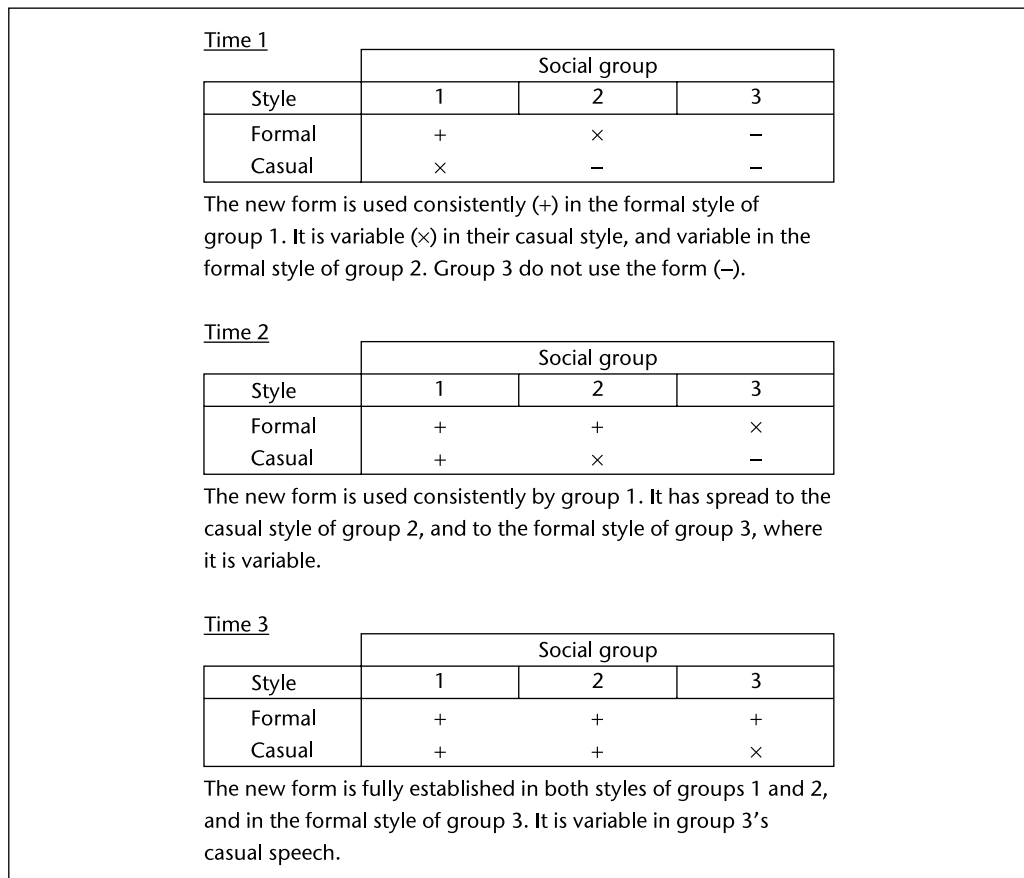 Time 1
Social group
Style 1 2 3
Formal + × –
Casual × – –
The new form is used consistently (+) in the formal style of
group 1. It is variable (×) in their casual style, and variable in the
formal style of group 2. Group 3 do not use the form (–).
Time 2
Social group
Style 1 2 3
Formal + + ×
Casual + × –
The new form is used consistently by group 1. It has spread to the
casual style of group 2, and to the formal style of group 3, where
it is variable.
Time 3
Social group
Style 1 2 3
Formal + + +
Casual + + ×
The new form is fully established in both styles of groups 1 and 2,
and in the formal style of group 3. It is variable in group 3’s
casual speech.